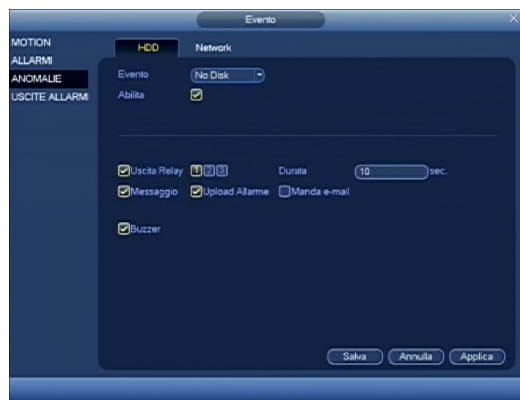 Evento
MOTION
ALLARMI
ANOMALIE
USCITE ALLARMI
HDD Network
Evento No Disk
Abilita
Uscita Relay 1 2 3 Durata 10 sec.
Messaggio Upload Allarme Manda e-mail
Buzzer
Salva Annulla Applica